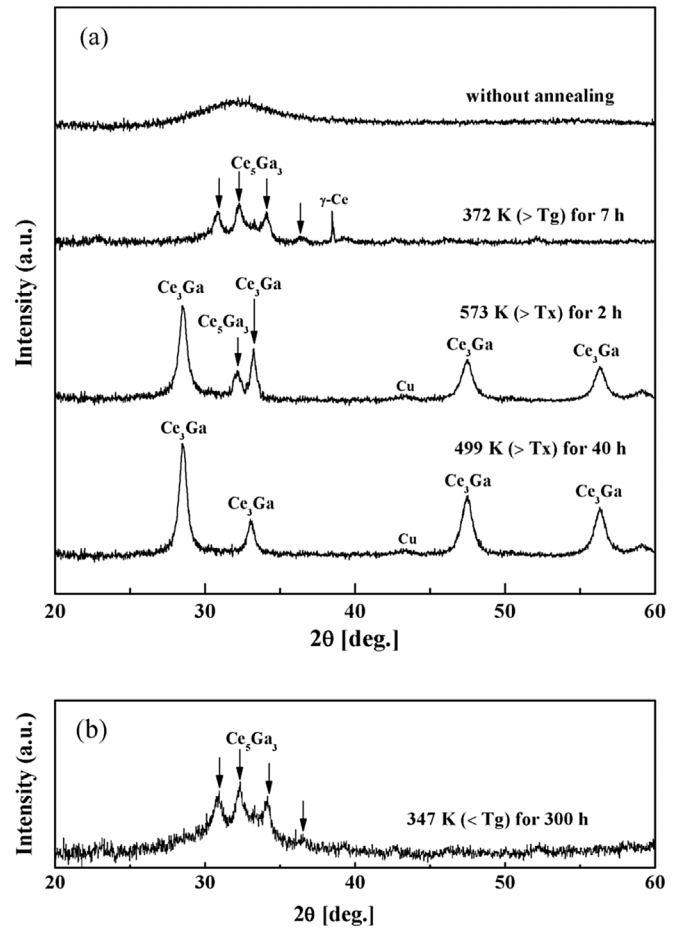 (a)
without annealing
Ce5Ga3
γ-Ce
372 K (> Tg) for 7 h
Ce3Ga
Ce3Ga
573 K (> Tx) for 2 h
Ce5Ga3
Ce3Ga
Ce3Ga
Cu
Ce3Ga
499 K (> Tx) for 40 h
Ce3Ga
Ce3Ga
Ce3Ga
Cu
Intensity (a.u.)
20 30 40 50 60
2θ [deg.]
(b)
Ce5Ga3
347 K (< Tg) for 300 h
Intensity (a.u.)
20 30 40 50 60
2θ [deg.]